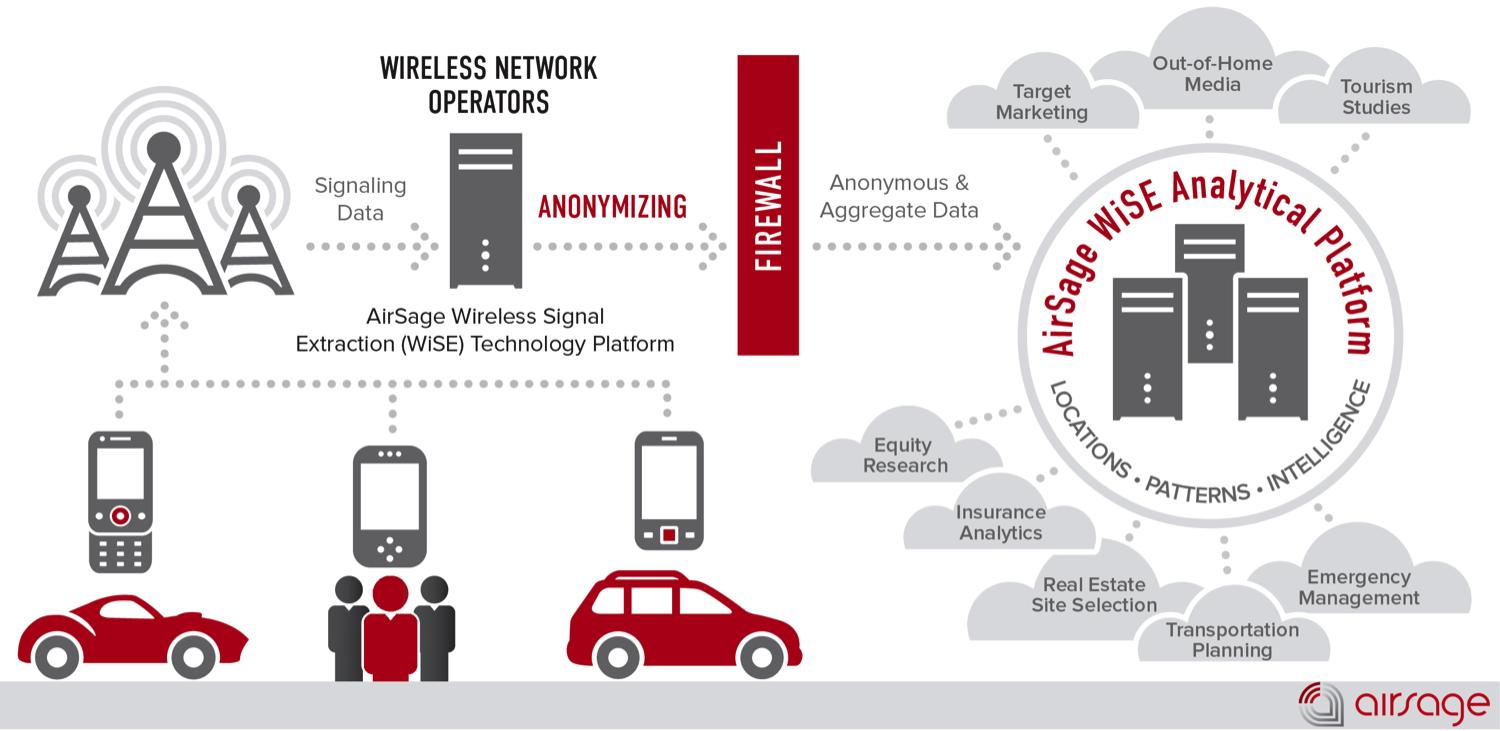 WIRELESS NETWORK
OPERATORS
Signaling
Data
ANONYMIZING
AirSage Wireless Signal
Extraction (WiSE) Technology Platform
FIREWALL
Anonymous &
Aggregate Data
Target
Marketing
Out-of-Home
Media
Tourism
Studies
AirSage WiSE Analytical Platform
LOCATIONS • PATTERNS • INTELLIGENCE
Equity
Research
Insurance
Analytics
Real Estate
Site Selection
Transportation
Planning
Emergency
Management
airsage